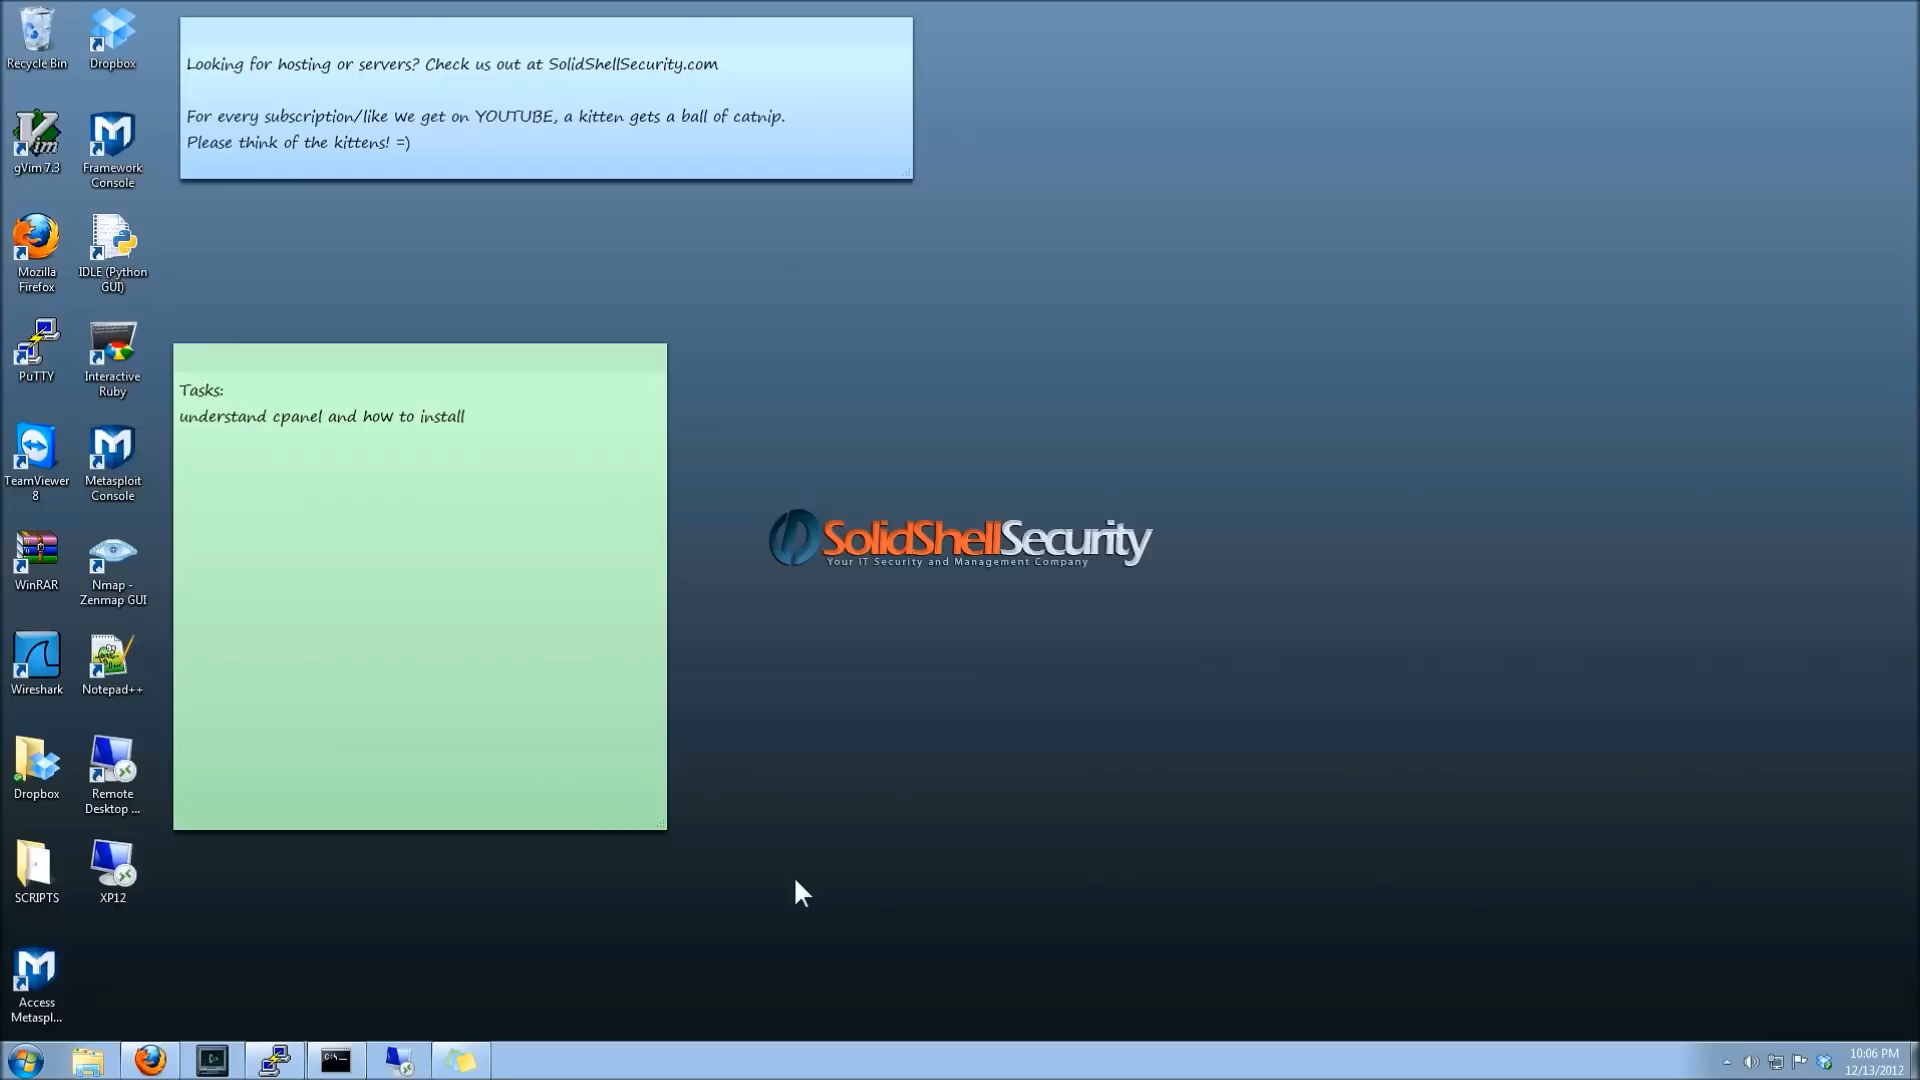 Recycle Bin
Dropbox
gVim 7.3
Framework
Console
Mozilla
Firefox
IDLE (Python
GUI)
PuTTY
Interactive
Ruby
TeamViewer
8
Metasploit
Console
WinRAR
Nmap -
Zenmap GUI
Wireshark
Notepad++
Dropbox
Remote
Desktop ...
SCRIPTS
XP12
Access
Metaspl...
Looking for hosting or servers? Check us out at SolidShellSecurity.com
For every subscription/like we get on YOUTUBE, a kitten gets a ball of catnip.
Please think of the kittens! =)
Tasks:
understand cpanel and how to install
SolidShellSecurity
Your IT Security and Management Company
10:06 PM
12/13/2012